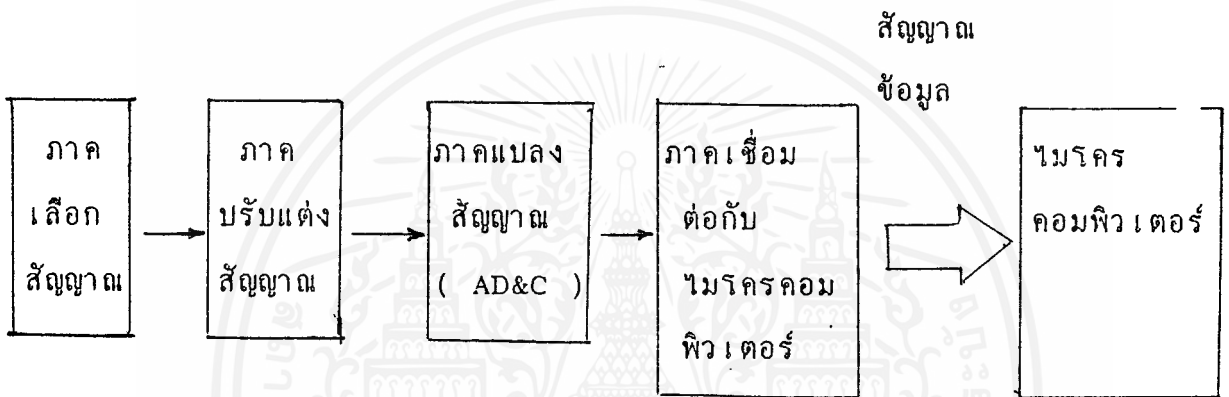 สัญญาณ
ข้อมูล
ภาค
เลือก
สัญญาณ
ภาค
ปรับแต่ง
สัญญาณ
ภาคแปลง
สัญญาณ
( AD&C )
ภาคเชื่อม
ต่อกับ
ไมโครคอม
พิวเตอร์
ไมโคร
คอมพิวเตอร์